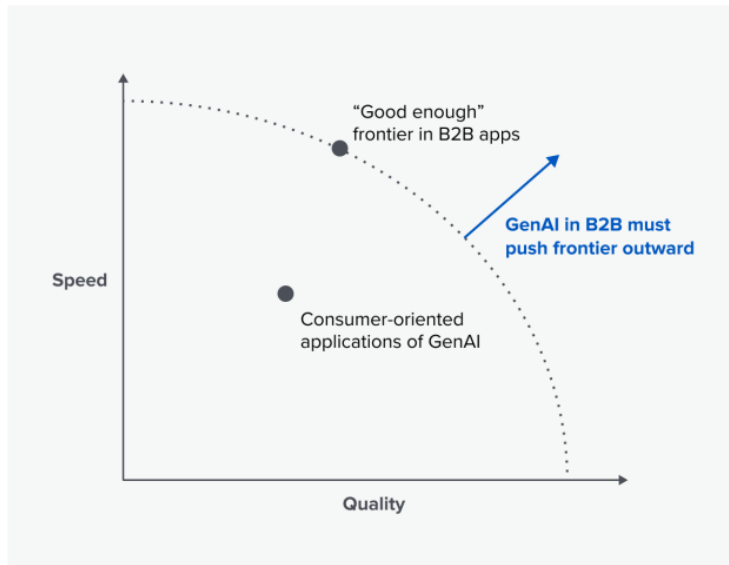 “Good enough”
frontier in B2B apps
GenAI in B2B must
push frontier outward
Speed
Consumer-oriented
applications of GenAI
Quality